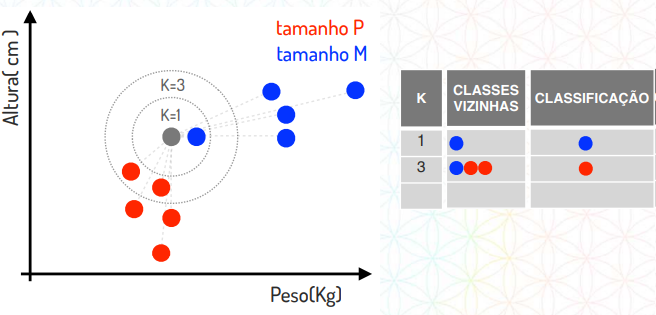 Altura( cm )
tamanho P
tamanho M
K=3
K=1
Peso(Kg)
K
CLASSES
VIZINHAS
CLASSIFICAÇÃO
1
3